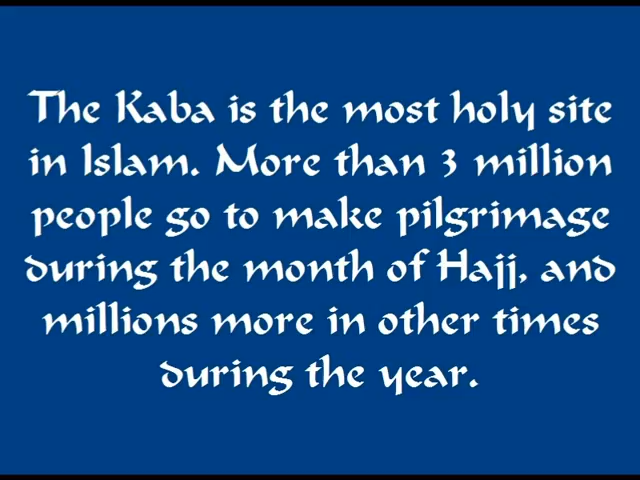 The Kaba is the most holy site
in Islam. More than 3 million
people go to make pilgrimage
during the month of Hajj, and
millions more in other times
during the year.